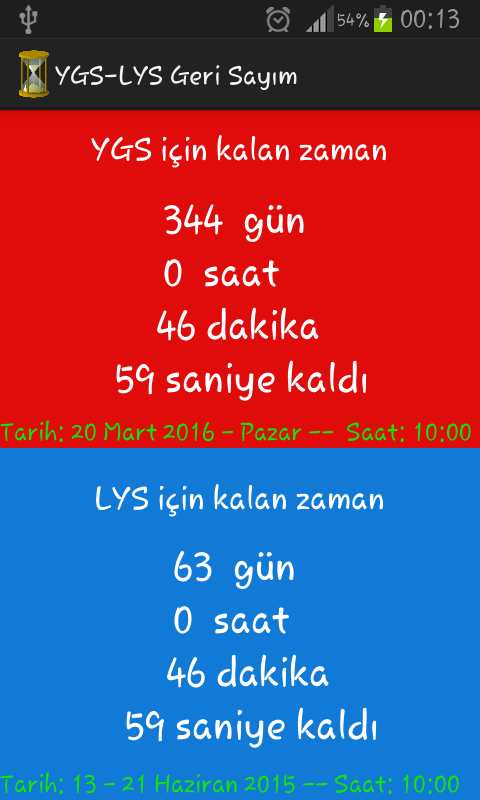 54% 00:13
YGS-LYS Geri Sayım
YGS için kalan zaman
344 gün
0 saat
46 dakika
59 saniye kaldı
Tarih: 20 Mart 2016 - Pazar -- Saat: 10:00
LYS için kalan zaman
63 gün
0 saat
46 dakika
59 saniye kaldı
Tarih: 13 - 21 Haziran 2015 -- Saat: 10:00